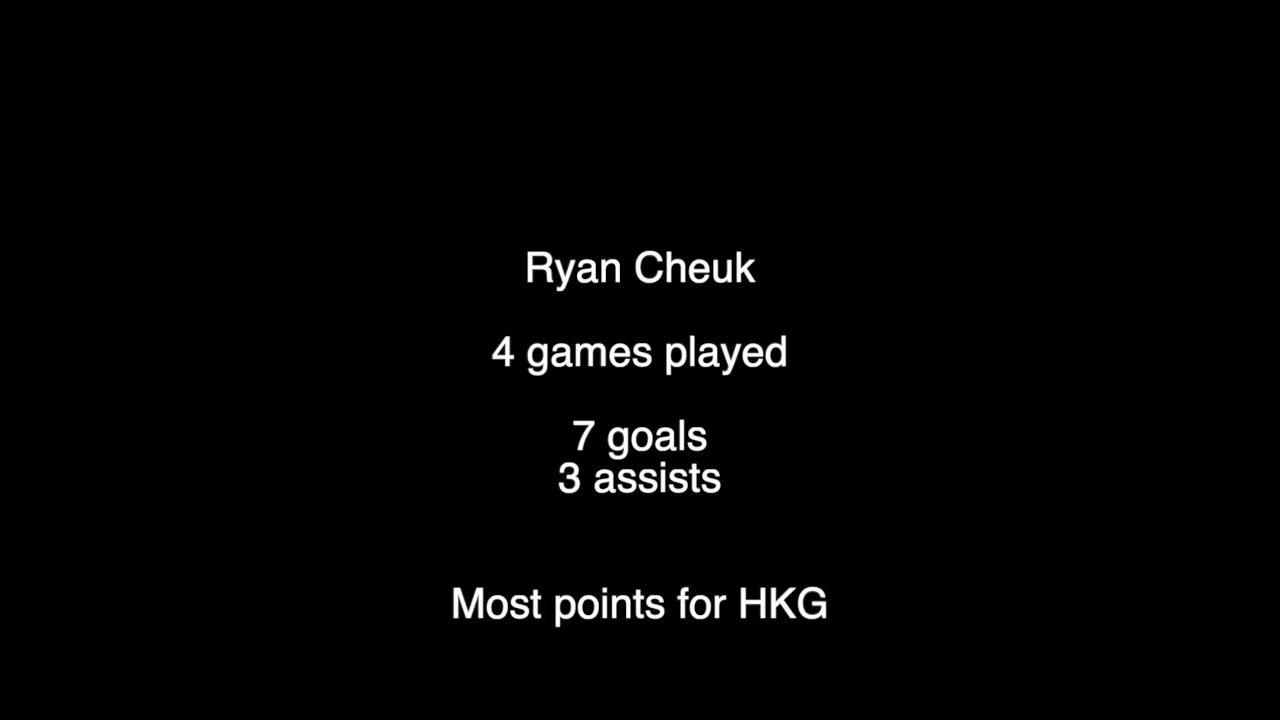 Ryan Cheuk
4 games played
7 goals
3 assists
Most points for HKG